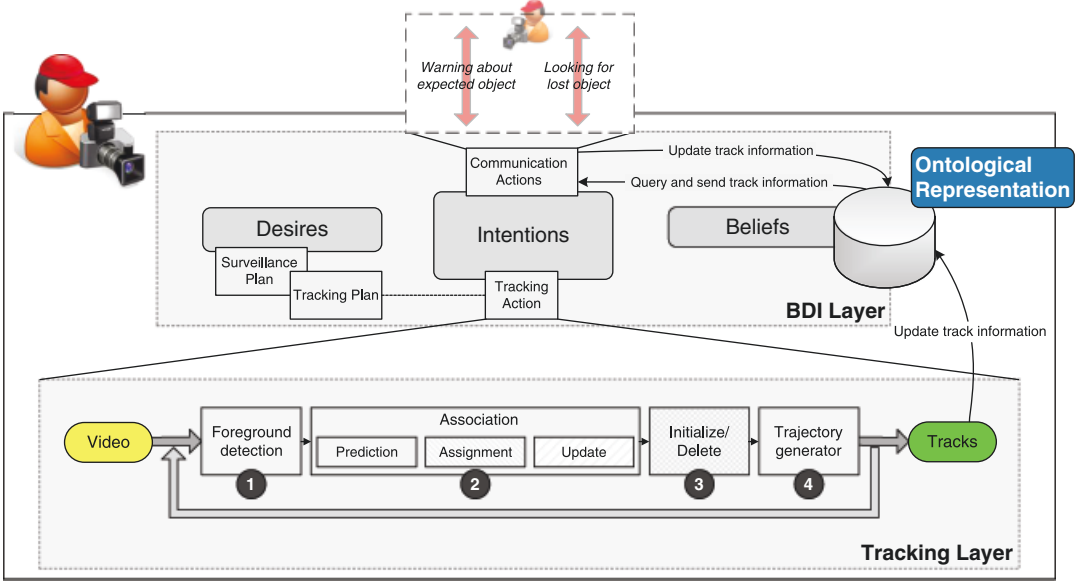 Warning about
expected object
Looking for
lost object
Communication
Actions
Update track information
Query and send track information
Ontological
Representation
Desires
Intentions
Beliefs
Surveillance
Plan
Tracking Plan
Tracking
Action
BDI Layer
Update track information
Video
Foreground
detection
1
Association
Prediction
Assignment
Update
2
Initialize/
Delete
3
Trajectory
generator
4
Tracks
Tracking Layer